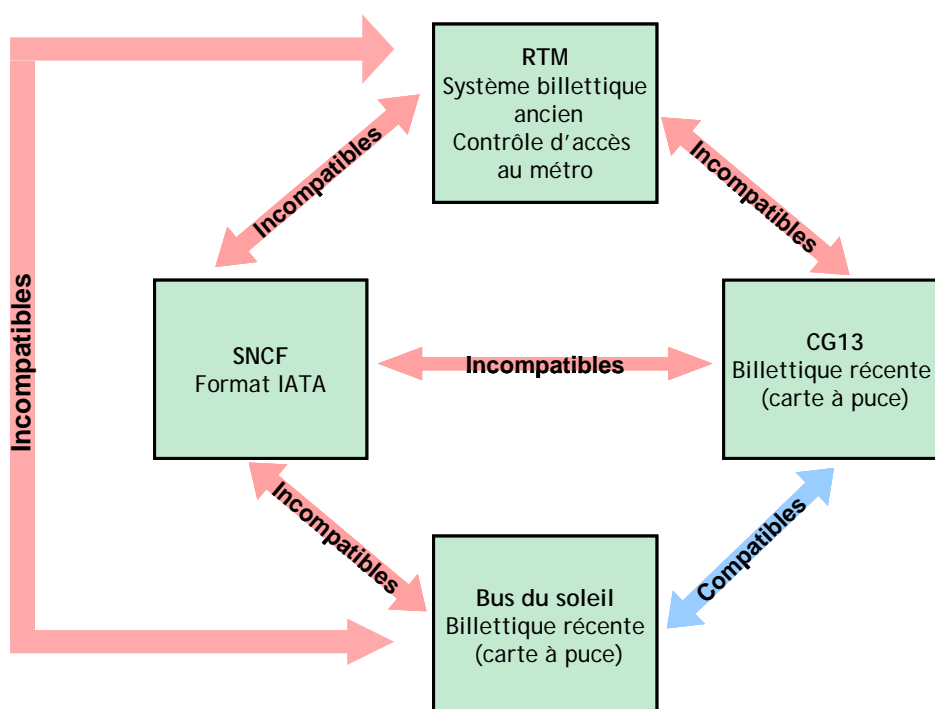 RTM
Système billettique
ancien
Contrôle d'accès
au métro
Incompatibles
Incompatibles
Incompatibles
SNCF
Format IATA
Incompatibles
CG13
Billettique récente
(carte à puce)
Incompatibles
Compatibles
Bus du soleil
Billettique récente
(carte à puce)